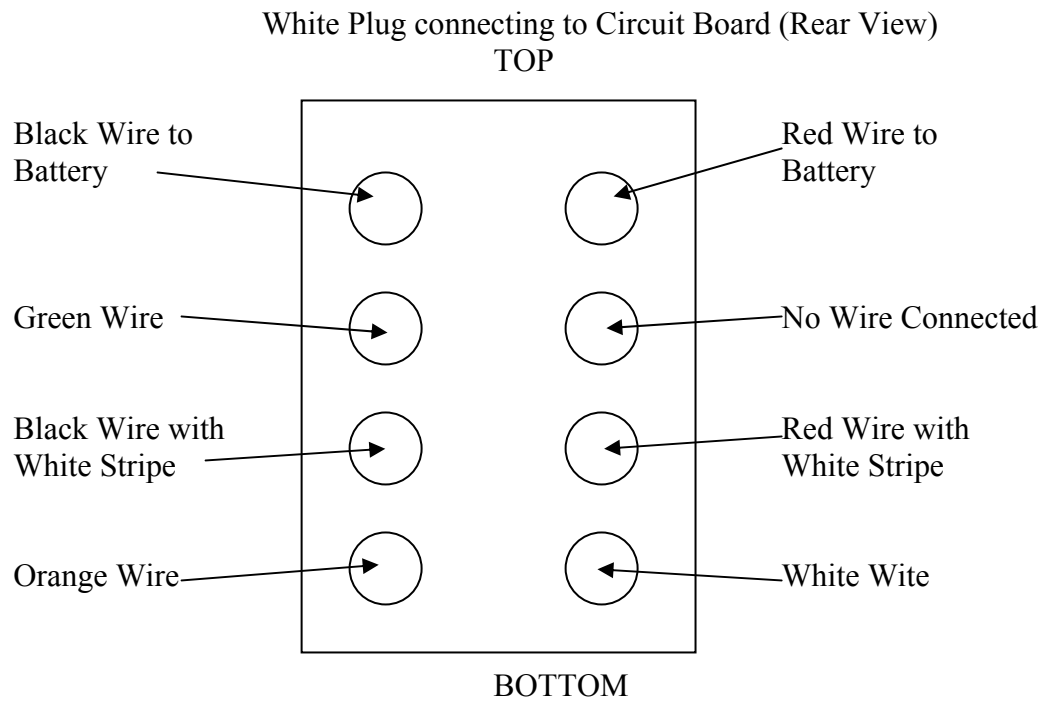 White Plug connecting to Circuit Board (Rear View)
TOP
Black Wire to
Battery
Red Wire to
Battery
Green Wire
No Wire Connected
Black Wire with
White Stripe
Red Wire with
White Stripe
Orange Wire
White Wite
BOTTOM